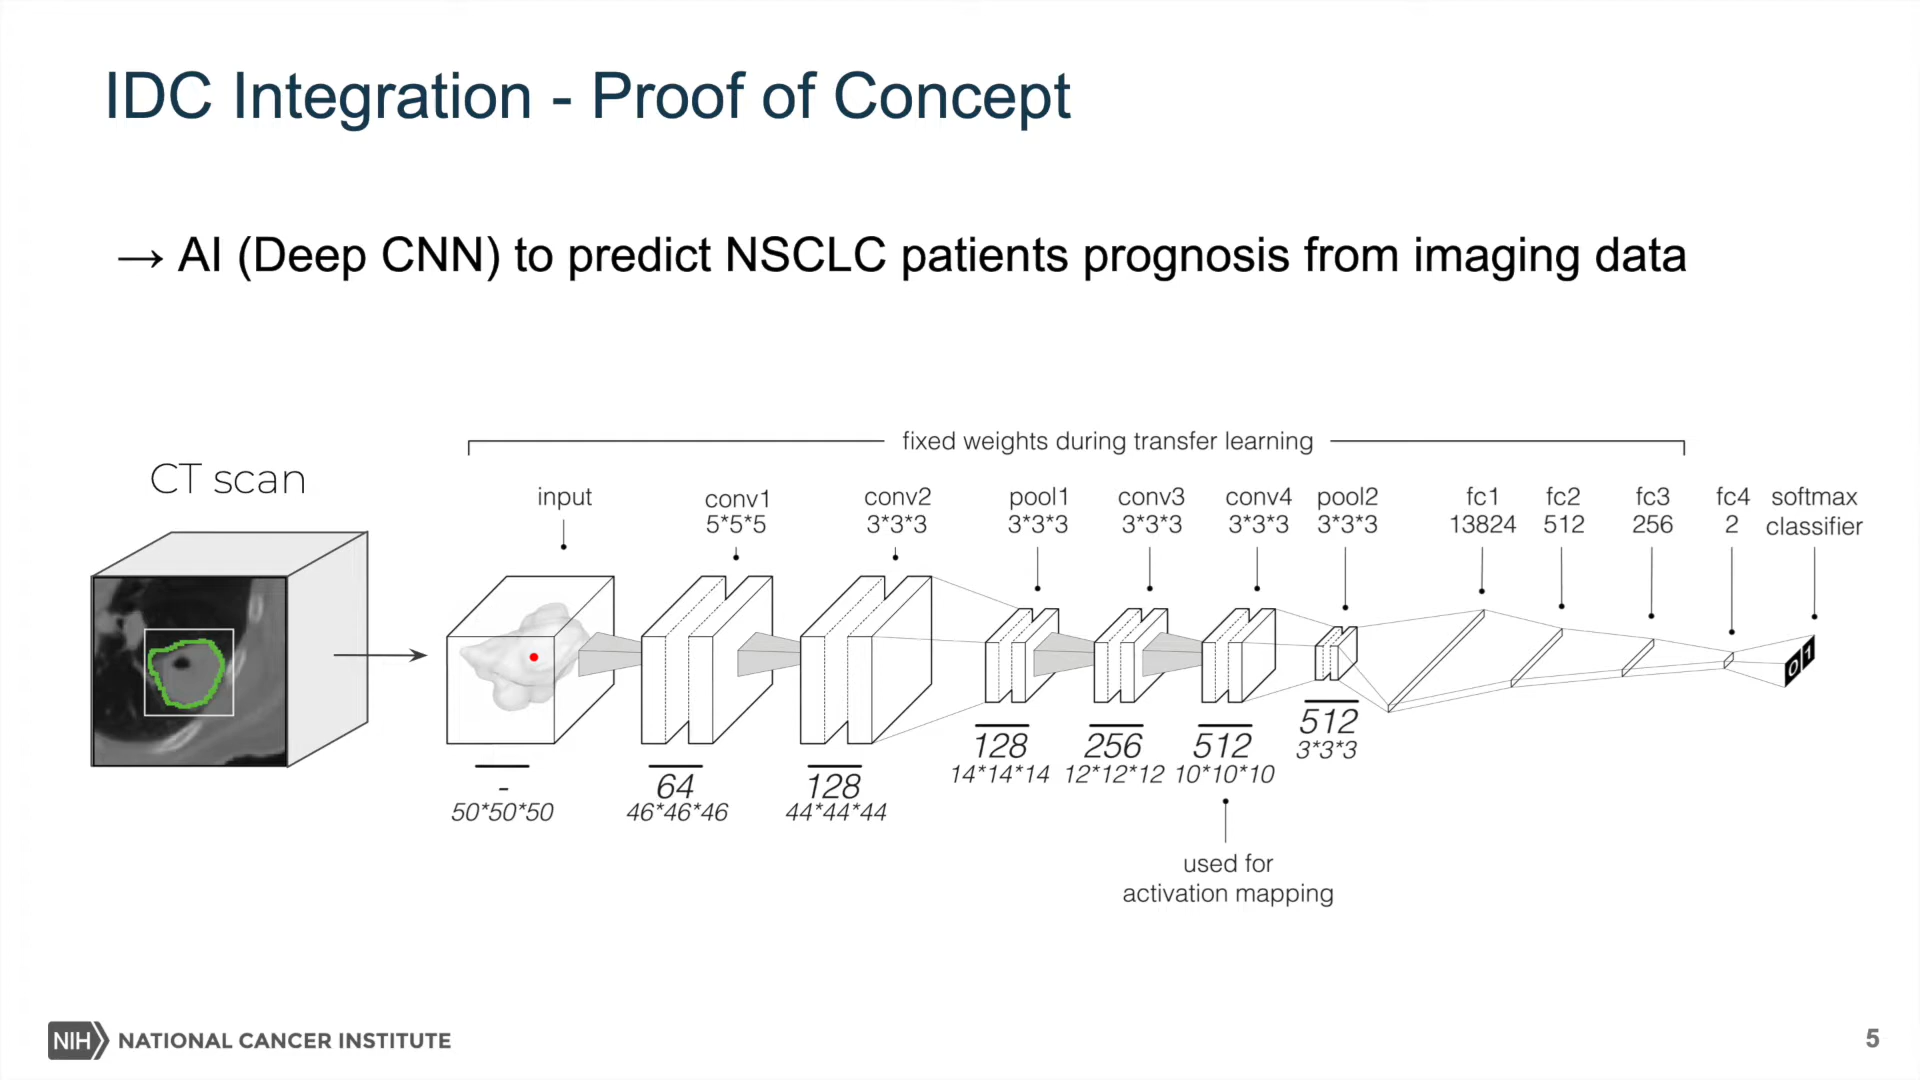 IDC Integration - Proof of Concept
→ AI (Deep CNN) to predict NSCLC patients prognosis from imaging data
fixed weights during transfer learning
CT scan
input
conv1
5*5*5
conv2
3*3*3
pool1
3*3*3
conv3
3*3*3
conv4
3*3*3
pool2
3*3*3
fc1
13824
fc2
512
fc3
256
fc4
2
softmax
classifier
0 1
-
50*50*50
64
46*46*46
128
44*44*44
128
14*14*14
256
12*12*12
512
10*10*10
512
3*3*3
used for
activation mapping
NIH NATIONAL CANCER INSTITUTE
5